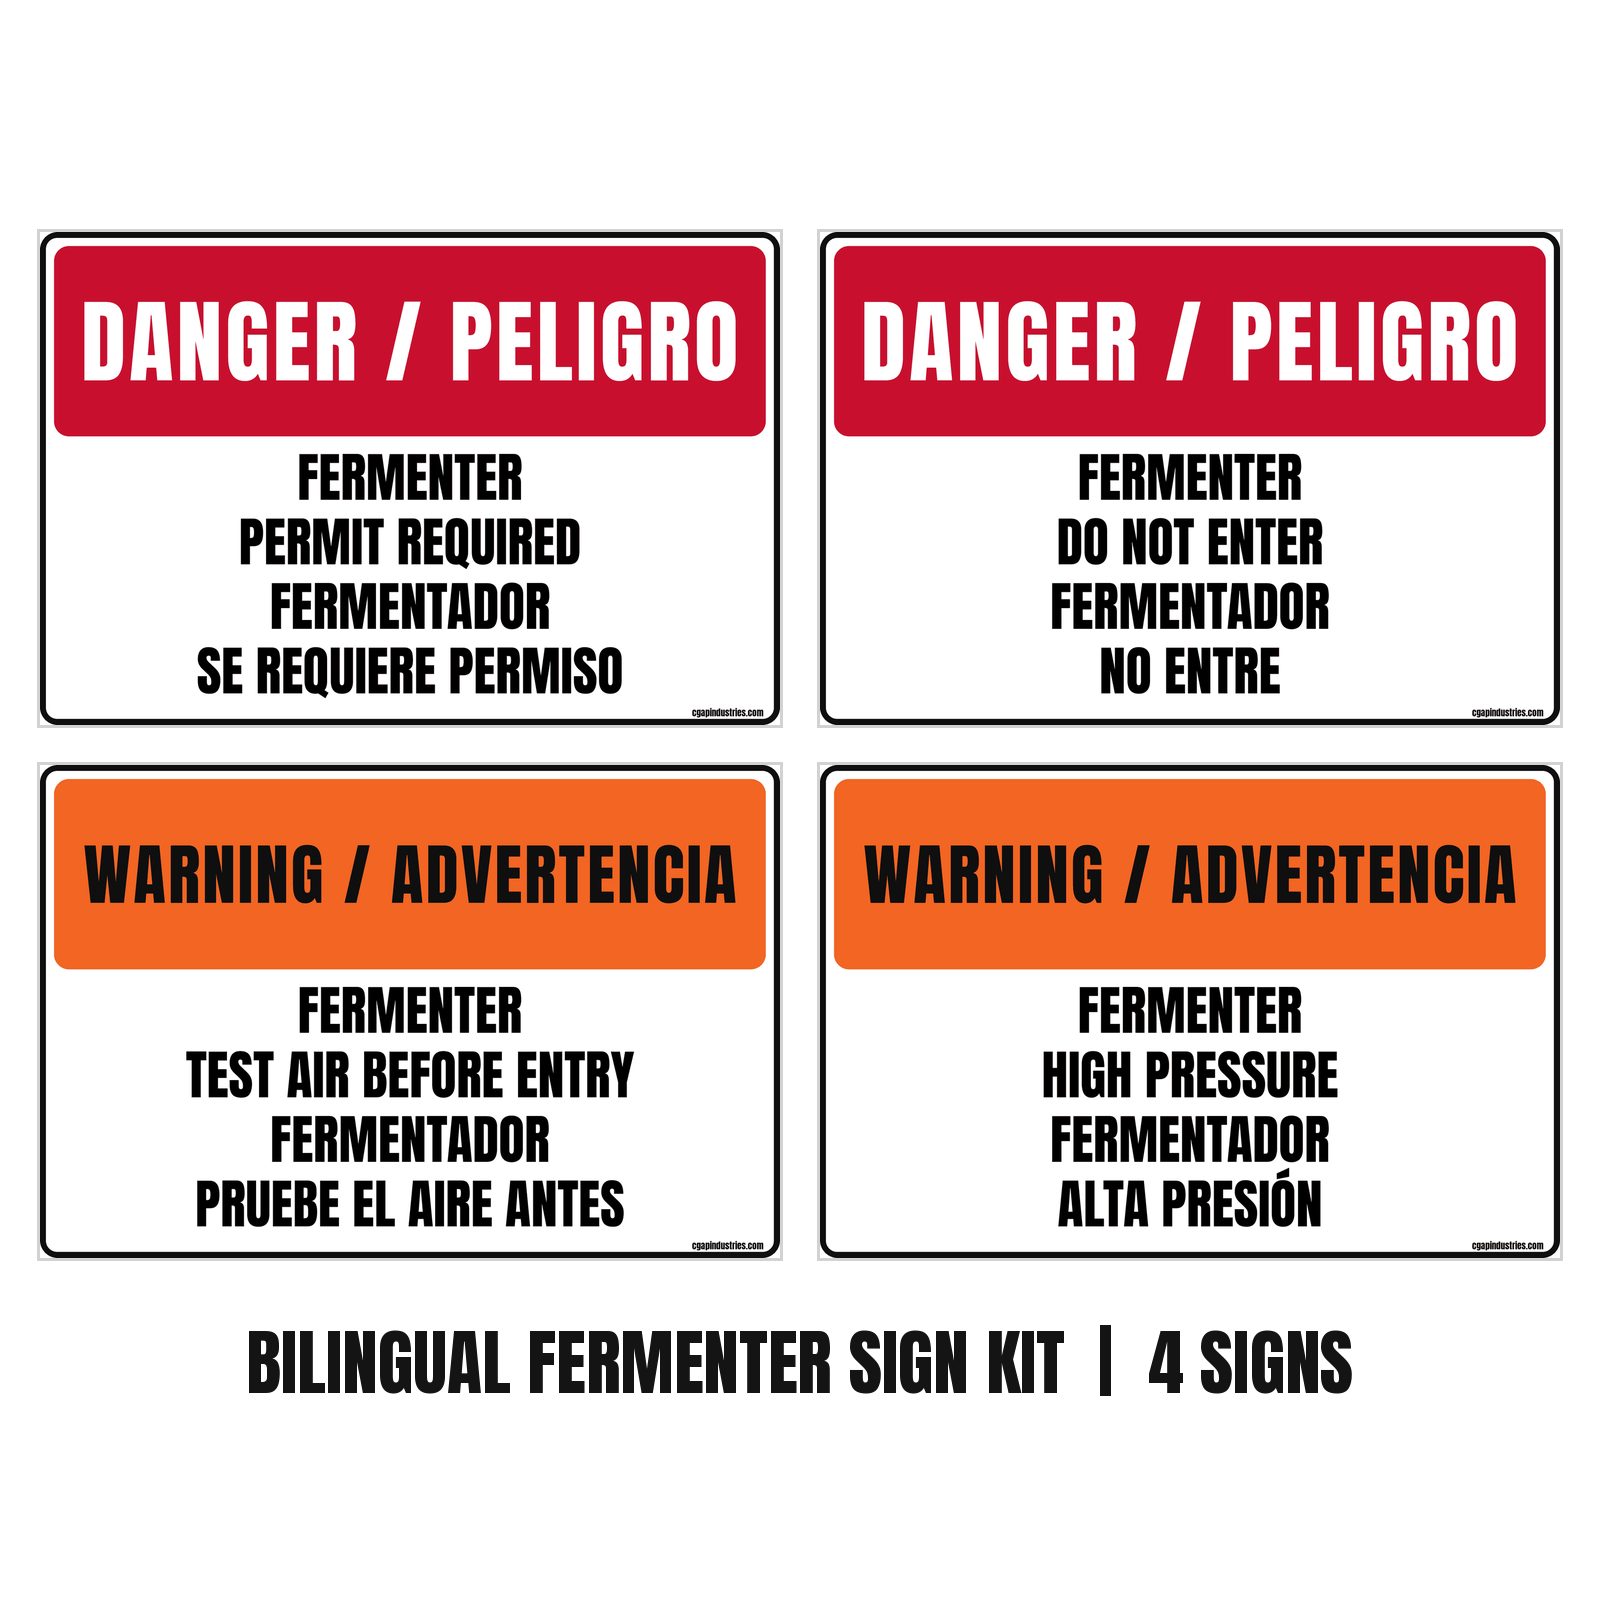 DANGER / PELIGRO
FERMENTER
PERMIT REQUIRED
FERMENTADOR
SE REQUIERE PERMISO
cgapindustries.com
DANGER / PELIGRO
FERMENTER
DO NOT ENTER
FERMENTADOR
NO ENTRE
cgapindustries.com
WARNING / ADVERTENCIA
FERMENTER
TEST AIR BEFORE ENTRY
FERMENTADOR
PRUEBE EL AIRE ANTES
cgapindustries.com
WARNING / ADVERTENCIA
FERMENTER
HIGH PRESSURE
FERMENTADOR
ALTA PRESIÓN
cgapindustries.com
BILINGUAL FERMENTER SIGN KIT | 4 SIGNS